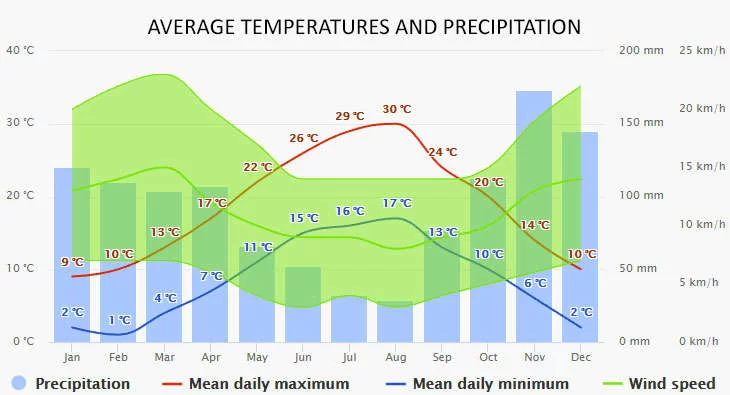 AVERAGE TEMPERATURES AND PRECIPITATION
40 °C 200 mm 25 km/h
20 km/h
30 °C 150 mm
15 km/h
20 °C 100 mm
10 km/h
10 °C 50 mm
5 km/h
0 °C 0 mm 0 km/h
9 °C 10 °C 13 °C 17 °C 22 °C 26 °C 29 °C 30 °C 24 °C 20 °C 14 °C 10 °C
2 °C 1 °C 4 °C 7 °C 11 °C 15 °C 16 °C 17 °C 13 °C 10 °C 6 °C 2 °C
Jan Feb Mar Apr May Jun Jul Aug Sep Oct Nov Dec
Precipitation Mean daily maximum Mean daily minimum Wind speed